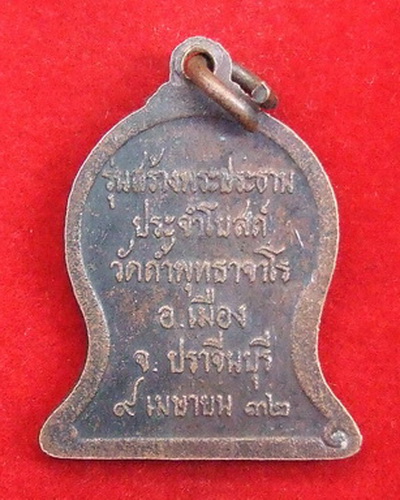 รุ่นสร้างพระประธาน
ประจำโบสถ์
วัดถ้ำพุทธาจาโร
อ.เมือง
จ. ปราจีนบุรี
๙ เมษายน ๓๒